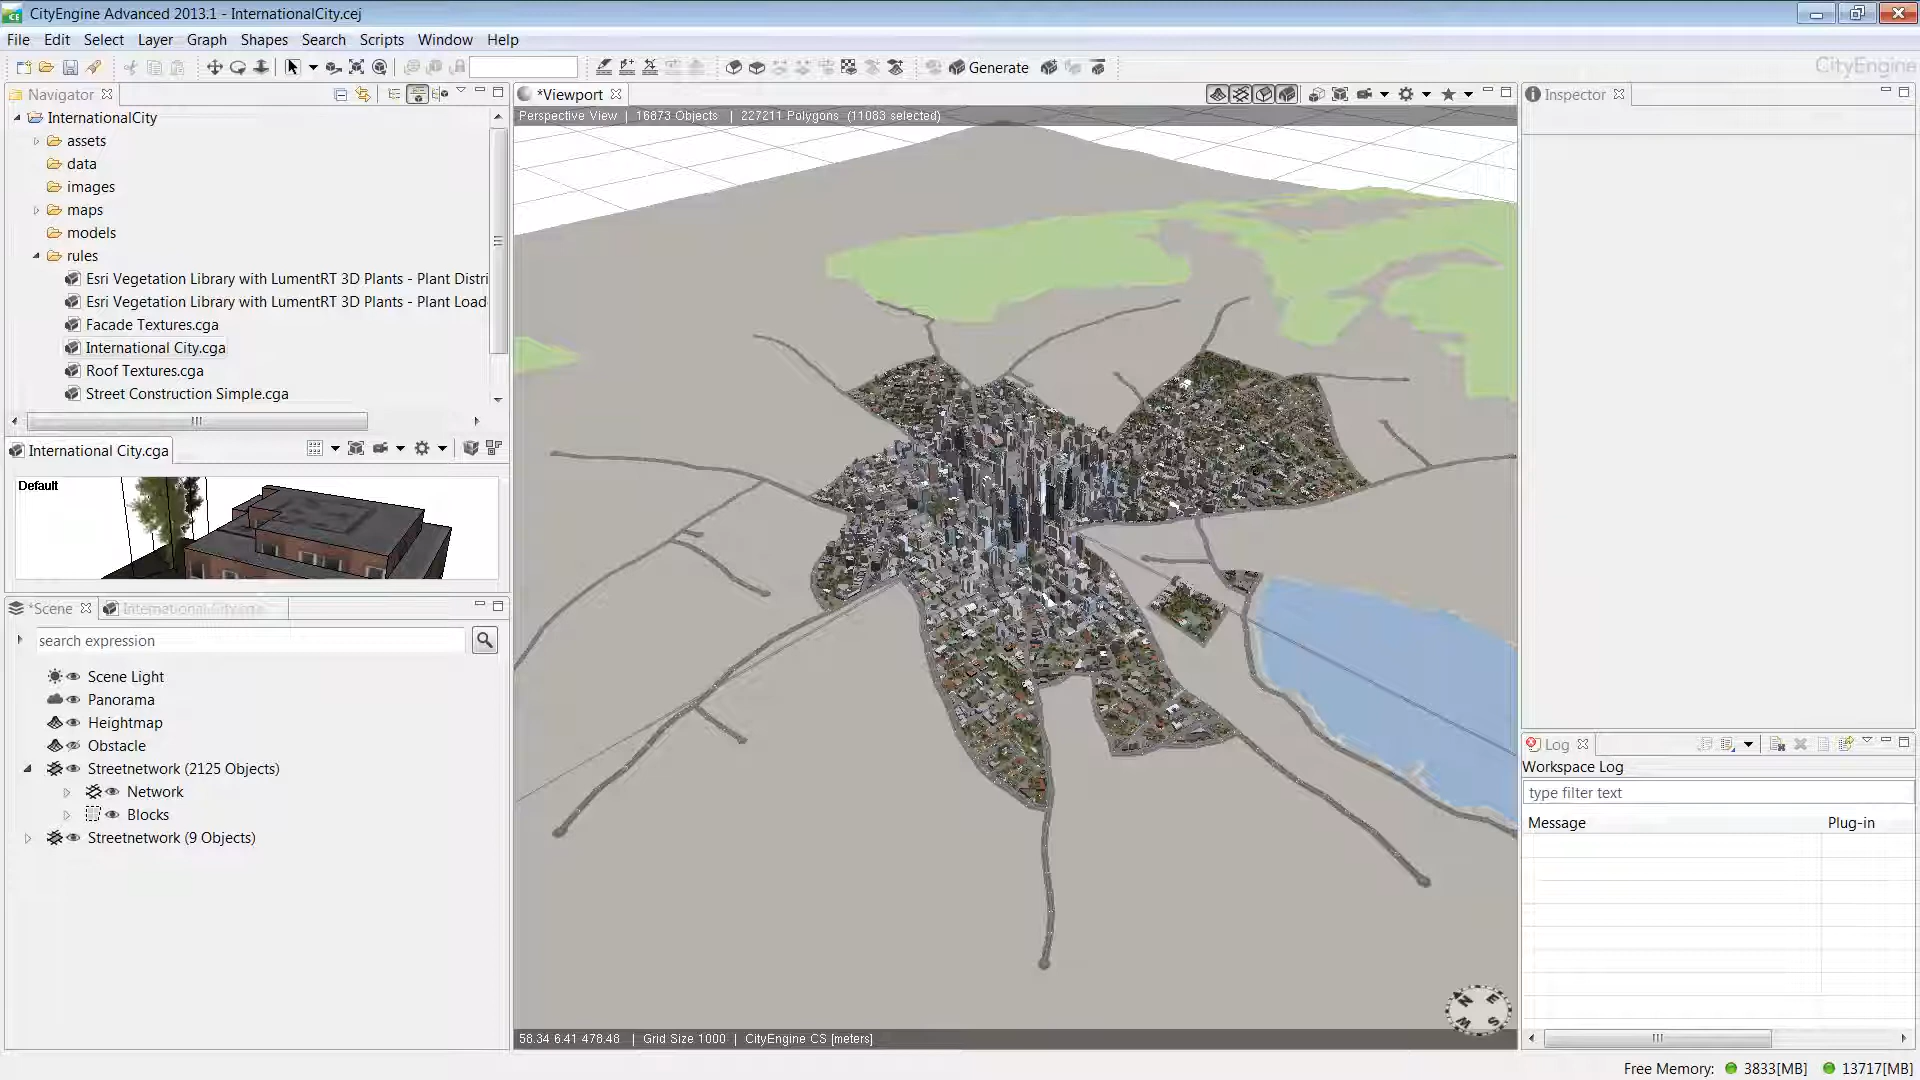 CityEngine Advanced 2013.1 - InternationalCity.cej
File Edit Select Layer Graph Shapes Search Scripts Window Help
Generate
CityEngine
Navigator
InternationalCity
assets
data
images
maps
models
rules
Esri Vegetation Library with LumentRT 3D Plants - Plant Distri
Esri Vegetation Library with LumentRT 3D Plants - Plant Load
Facade Textures.cga
International City.cga
Roof Textures.cga
Street Construction Simple.cga
International City.cga
Default
*Scene
search expression
Scene Light
Panorama
Heightmap
Obstacle
Streetnetwork (2125 Objects)
Network
Blocks
Streetnetwork (9 Objects)
*Viewport
Perspective View | 16873 Objects | 227211 Polygons (11083 selected)
N E S W
58.34 6.41 478.48 | Grid Size 1000 | CityEngine CS [meters]
Inspector
Log
Workspace Log
type filter text
Message Plug-in
Free Memory: 3833[MB] 13717[MB]